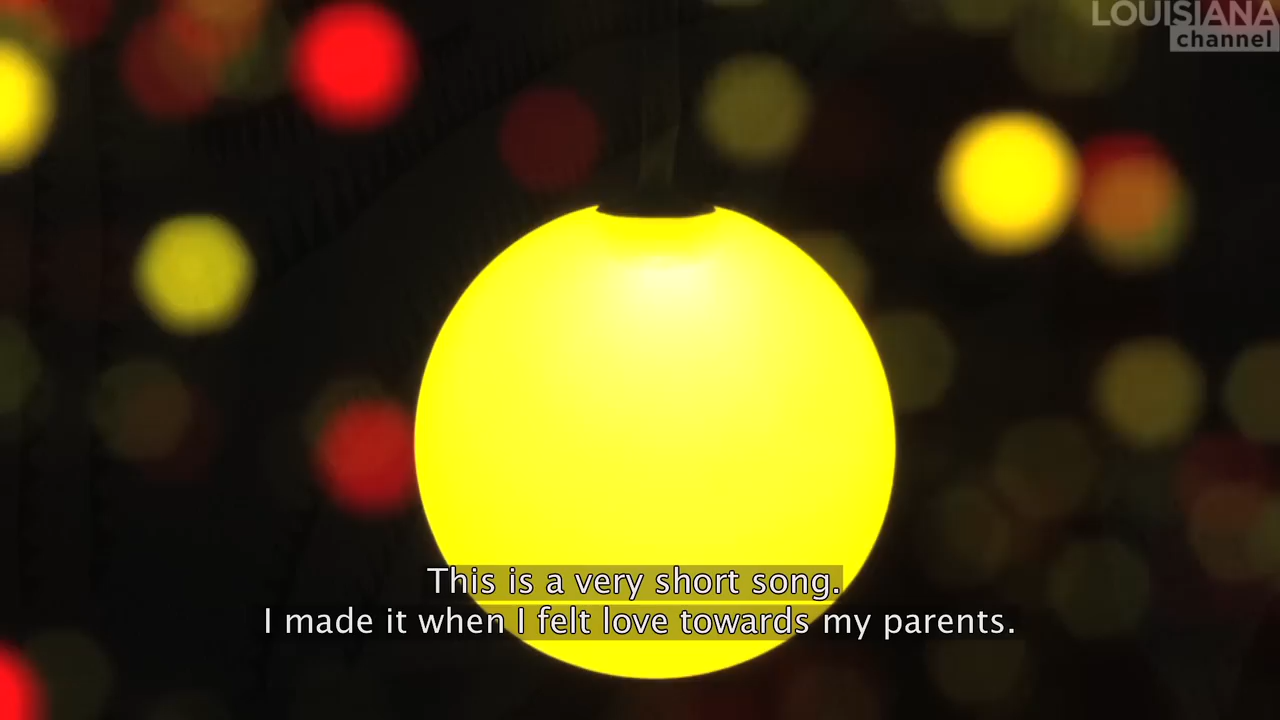 LOUISIANA
channel
This is a very short song.
I made it when I felt love towards my parents.